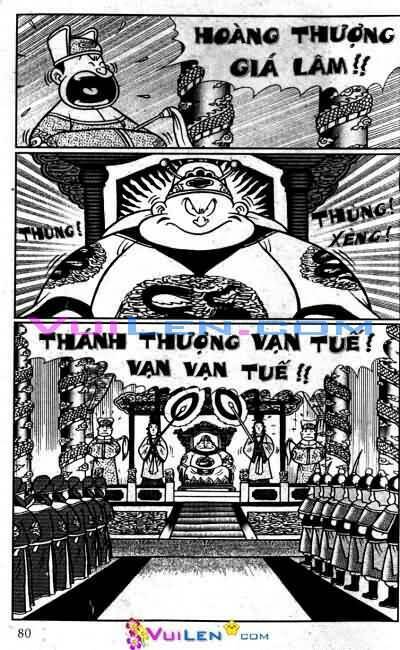 HOÀNG THƯỢNG
GIÁ LÂM!!
THÙNG!
THÙNG!
XÈNG!
VuiLen.com
THÁNH THƯỢNG VẠN TUẾ!
VẠN VẠN TUẾ!!
80
VuiLen.com